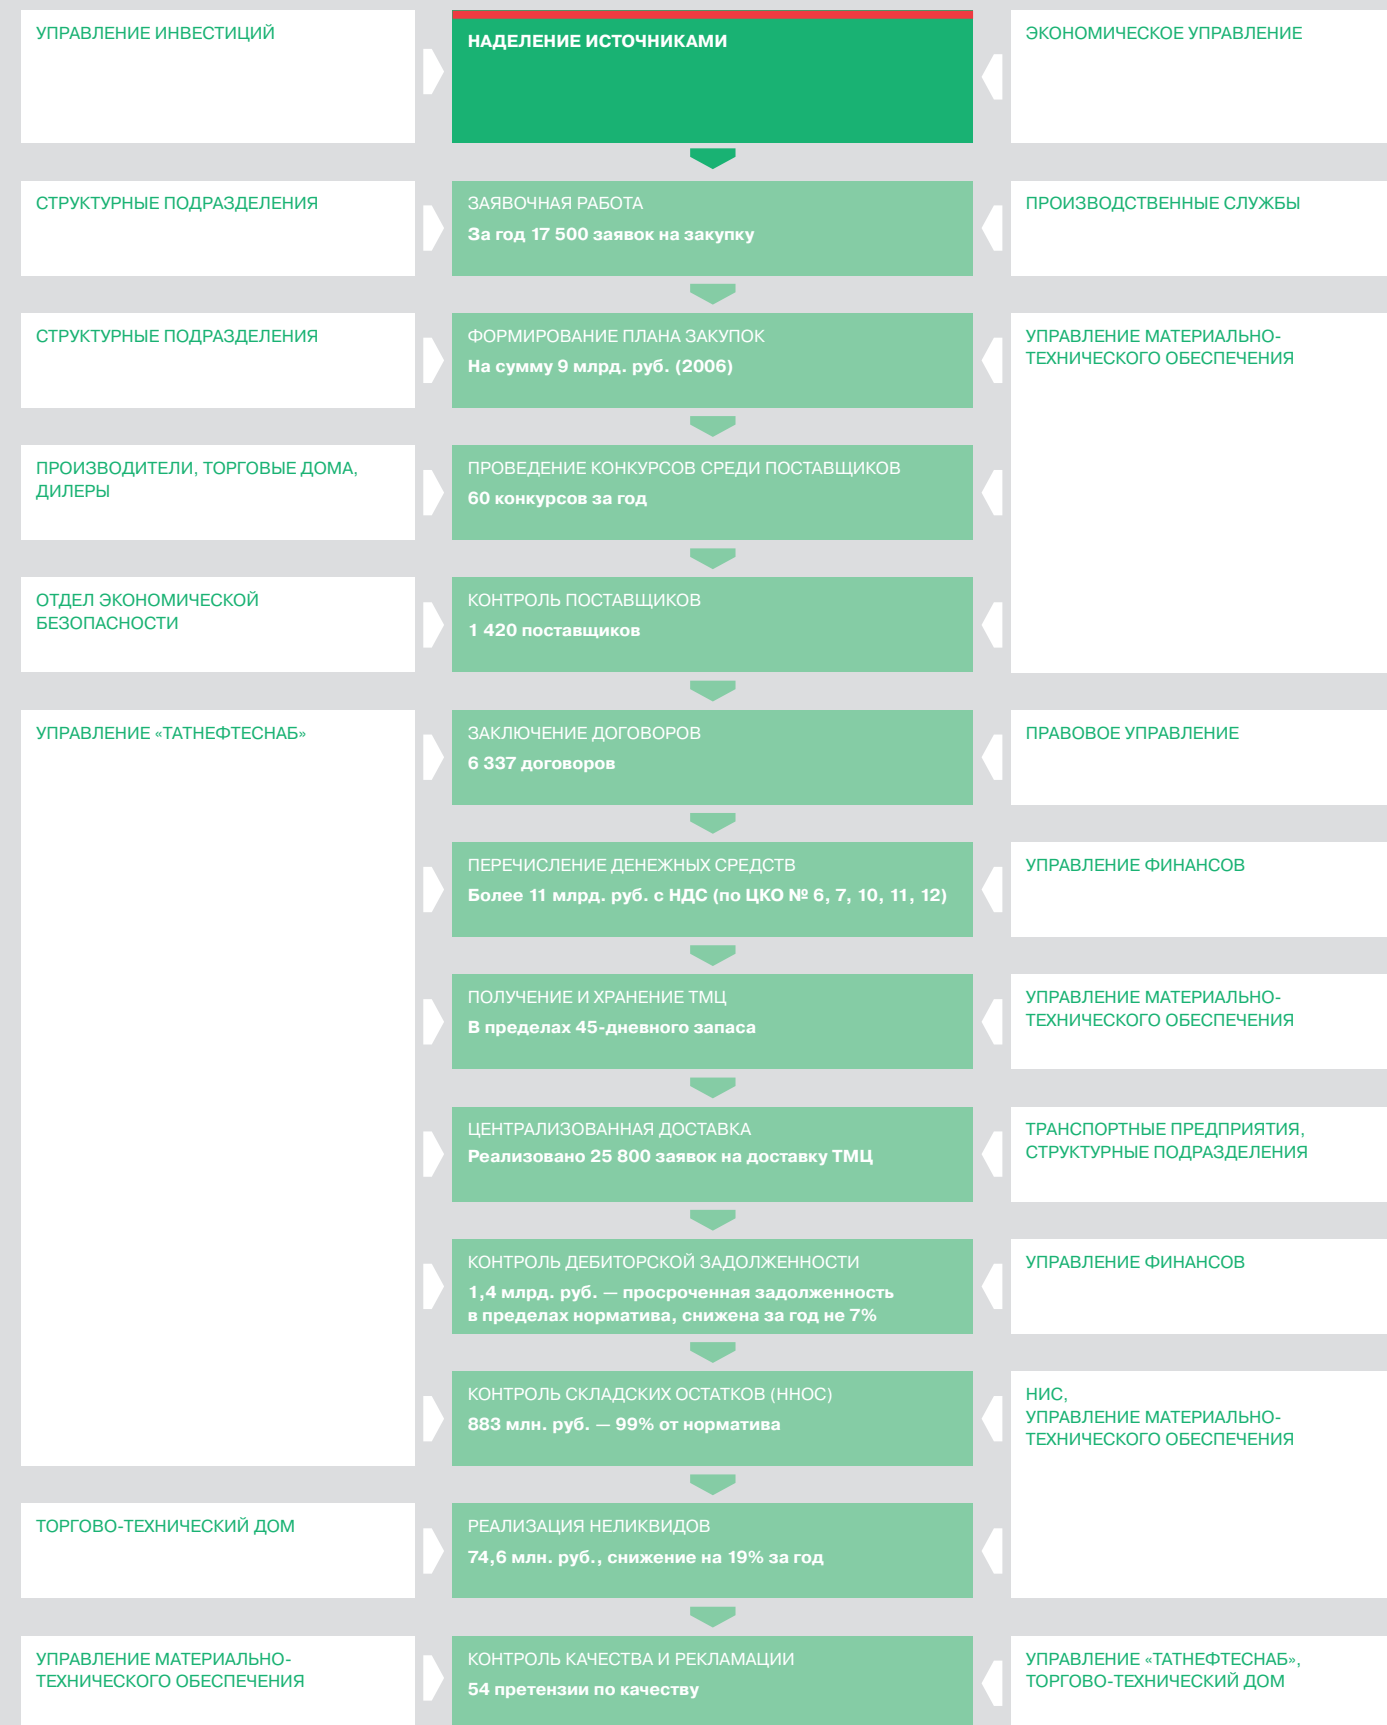 УПРАВЛЕНИЕ ИНВЕСТИЦИЙ
НАДЕЛЕНИЕ ИСТОЧНИКАМИ
ЭКОНОМИЧЕСКОЕ УПРАВЛЕНИЕ
СТРУКТУРНЫЕ ПОДРАЗДЕЛЕНИЯ
ЗАЯВОЧНАЯ РАБОТА
За год 17 500 заявок на закупку
ПРОИЗВОДСТВЕННЫЕ СЛУЖБЫ
СТРУКТУРНЫЕ ПОДРАЗДЕЛЕНИЯ
ФОРМИРОВАНИЕ ПЛАНА ЗАКУПОК
На сумму 9 млрд. руб. (2006)
УПРАВЛЕНИЕ МАТЕРИАЛЬНО-
ТЕХНИЧЕСКОГО ОБЕСПЕЧЕНИЯ
ПРОИЗВОДИТЕЛИ, ТОРГОВЫЕ ДОМА,
ДИЛЕРЫ
ПРОВЕДЕНИЕ КОНКУРСОВ СРЕДИ ПОСТАВЩИКОВ
60 конкурсов за год
ОТДЕЛ ЭКОНОМИЧЕСКОЙ
БЕЗОПАСНОСТИ
КОНТРОЛЬ ПОСТАВЩИКОВ
1 420 поставщиков
УПРАВЛЕНИЕ «ТАТНЕФТЕСНАБ»
ЗАКЛЮЧЕНИЕ ДОГОВОРОВ
6 337 договоров
ПРАВОВОЕ УПРАВЛЕНИЕ
ПЕРЕЧИСЛЕНИЕ ДЕНЕЖНЫХ СРЕДСТВ
Более 11 млрд. руб. с НДС (по ЦКО № 6, 7, 10, 11, 12)
УПРАВЛЕНИЕ ФИНАНСОВ
ПОЛУЧЕНИЕ И ХРАНЕНИЕ ТМЦ
В пределах 45-дневного запаса
УПРАВЛЕНИЕ МАТЕРИАЛЬНО-
ТЕХНИЧЕСКОГО ОБЕСПЕЧЕНИЯ
ЦЕНТРАЛИЗОВАННАЯ ДОСТАВКА
Реализовано 25 800 заявок на доставку ТМЦ
ТРАНСПОРТНЫЕ ПРЕДПРИЯТИЯ,
СТРУКТУРНЫЕ ПОДРАЗДЕЛЕНИЯ
КОНТРОЛЬ ДЕБИТОРСКОЙ ЗАДОЛЖЕННОСТИ
1,4 млрд. руб. — просроченная задолженность
в пределах норматива, снижена за год не 7%
УПРАВЛЕНИЕ ФИНАНСОВ
КОНТРОЛЬ СКЛАДСКИХ ОСТАТКОВ (ННОС)
883 млн. руб. — 99% от норматива
НИС,
УПРАВЛЕНИЕ МАТЕРИАЛЬНО-
ТЕХНИЧЕСКОГО ОБЕСПЕЧЕНИЯ
ТОРГОВО-ТЕХНИЧЕСКИЙ ДОМ
РЕАЛИЗАЦИЯ НЕЛИКВИДОВ
74,6 млн. руб., снижение на 19% за год
УПРАВЛЕНИЕ МАТЕРИАЛЬНО-
ТЕХНИЧЕСКОГО ОБЕСПЕЧЕНИЯ
КОНТРОЛЬ КАЧЕСТВА И РЕКЛАМАЦИИ
54 претензии по качеству
УПРАВЛЕНИЕ «ТАТНЕФТЕСНАБ»,
ТОРГОВО-ТЕХНИЧЕСКИЙ ДОМ